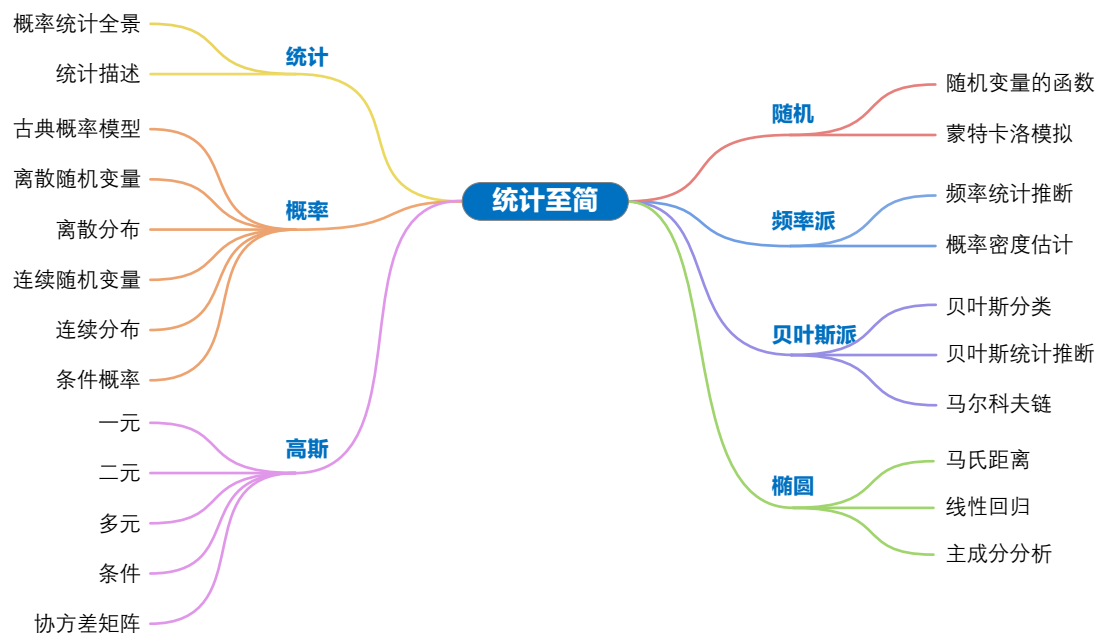 统计至简
统计
概率统计全景
统计描述
概率
古典概率模型
离散随机变量
离散分布
连续随机变量
连续分布
条件概率
高斯
一元
二元
多元
条件
协方差矩阵
随机
随机变量的函数
蒙特卡洛模拟
频率派
频率统计推断
概率密度估计
贝叶斯派
贝叶斯分类
贝叶斯统计推断
马尔科夫链
椭圆
马氏距离
线性回归
主成分分析